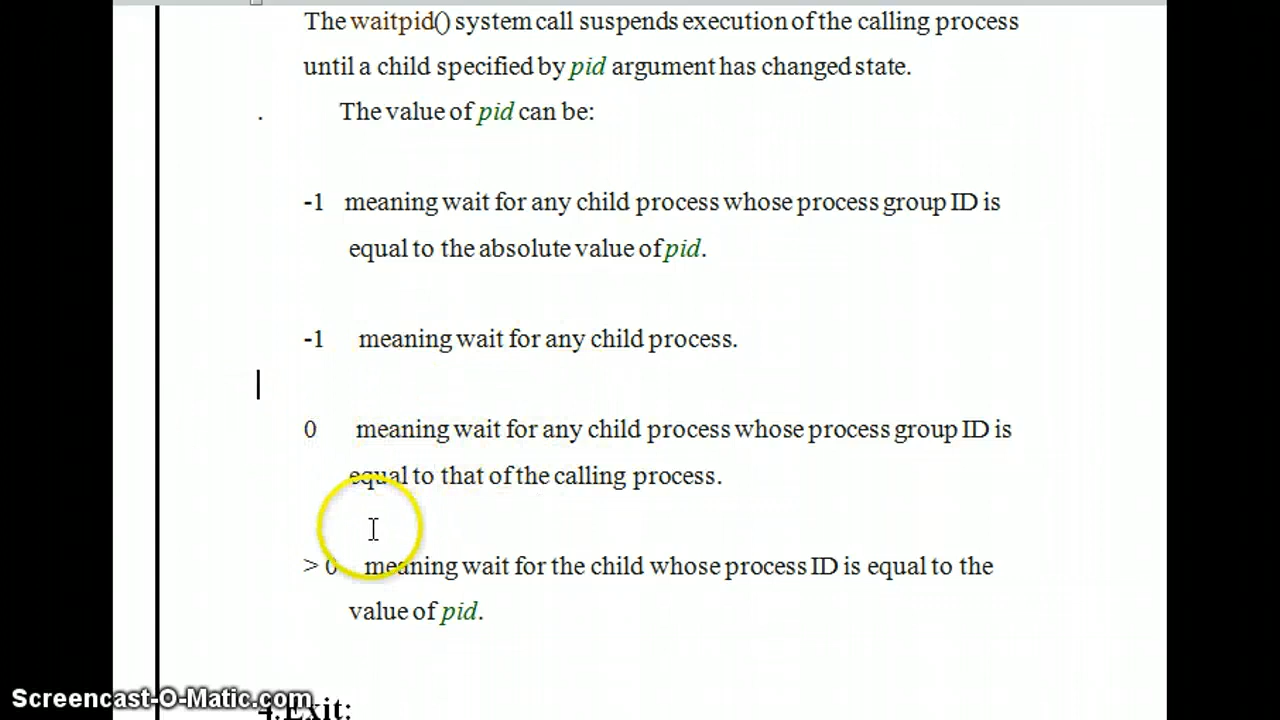 The waitpid() system call suspends execution of the calling process
until a child specified by pid argument has changed state.
. The value of pid can be:
-1 meaning wait for any child process whose process group ID is
equal to the absolute value of pid.
-1 meaning wait for any child process.
0 meaning wait for any child process whose process group ID is
equal to that of the calling process.
> 0 meaning wait for the child whose process ID is equal to the
value of pid.
4.Exit:
Screencast-O-Matic.com